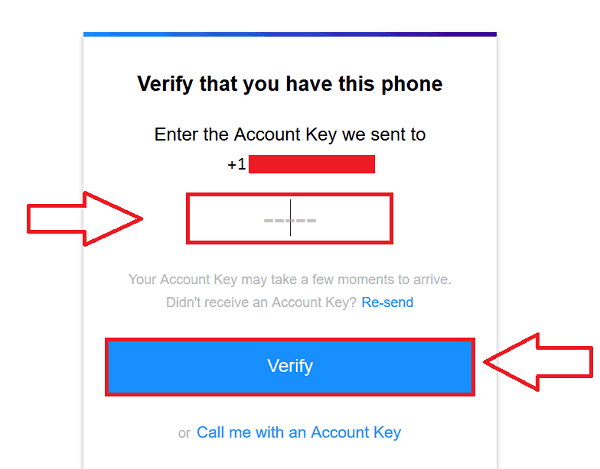 Verify that you have this phone
Enter the Account Key we sent to
+1
Your Account Key may take a few moments to arrive.
Didn't receive an Account Key? Re-send
Verify
or Call me with an Account Key